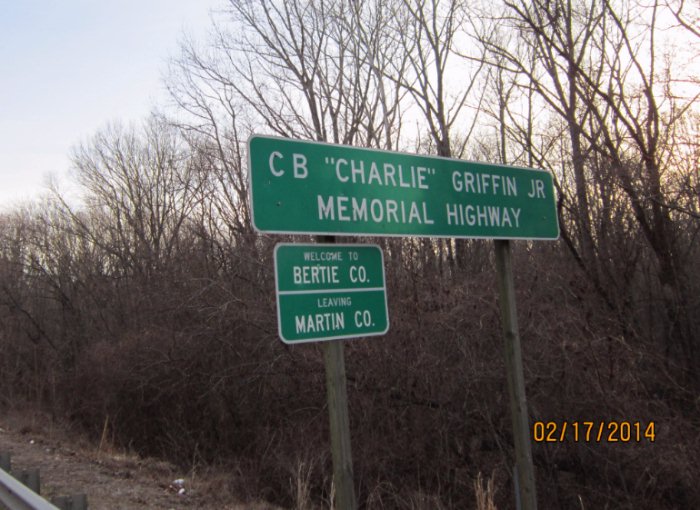 CB "CHARLIE" GRIFFIN JR
MEMORIAL HIGHWAY
WELCOME TO
BERTIE CO.
LEAVING
MARTIN CO.
02/17/2014